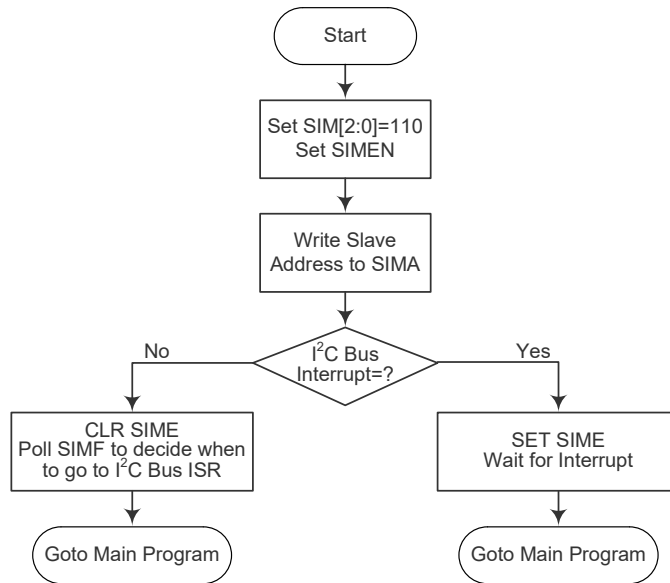 Start
Set SIM[2:0]=110
Set SIMEN
Write Slave
Address to SIMA
I²C Bus
Interrupt=?
No
Yes
CLR SIME
Poll SIMF to decide when
to go to I²C Bus ISR
SET SIME
Wait for Interrupt
Goto Main Program
Goto Main Program